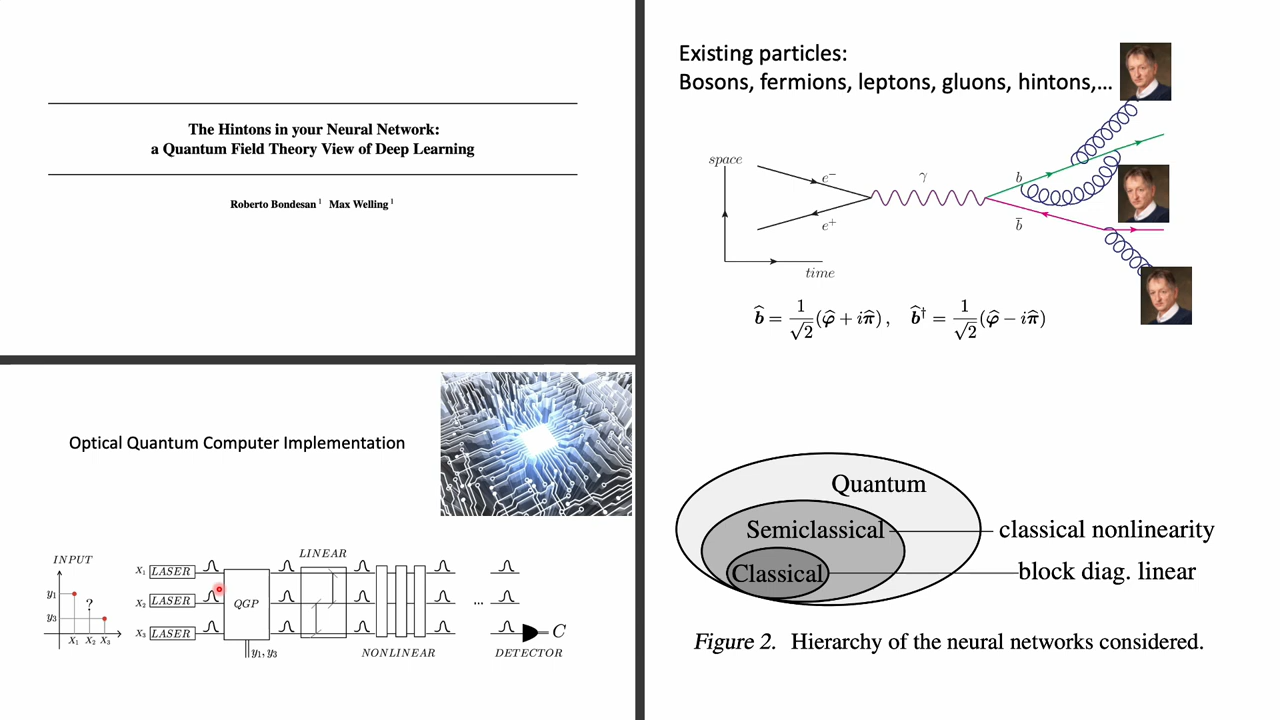 The Hintons in your Neural Network:
a Quantum Field Theory View of Deep Learning
Roberto Bondesan 1 Max Welling 1
Existing particles:
Bosons, fermions, leptons, gluons, hintons,...
space
e−
γ
b
e+
b̅
time
b̂ = 1/√2 (φ̂ + iπ̂), b̂† = 1/√2 (φ̂ − iπ̂)
Optical Quantum Computer Implementation
INPUT
y1
?
y3
X1 X2 X3
X1 LASER
X2 LASER
X3 LASER
QGP
y1, y3
LINEAR
NONLINEAR
...
C
DETECTOR
Quantum
Semiclassical
classical nonlinearity
Classical
block diag. linear
Figure 2. Hierarchy of the neural networks considered.